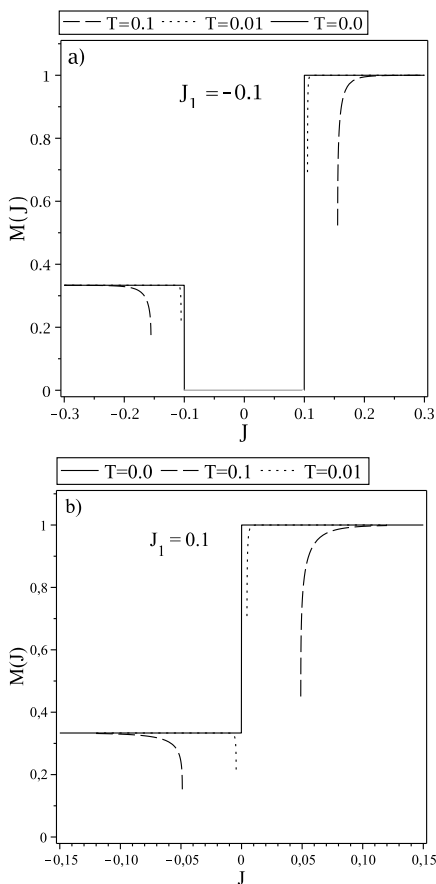 T=0.1 T=0.01 T=0.0
a)
J1 = -0.1
M(J)
1
0.8
0.6
0.4
0.2
0
-0.3 -0.2 -0.1 0 0.1 0.2 0.3
J
T=0.0 T=0.1 T=0.01
b)
J1 = 0.1
M(J)
1
0,8
0,6
0,4
0,2
0
-0,15 -0,10 -0,05 0 0,05 0,10 0,15
J